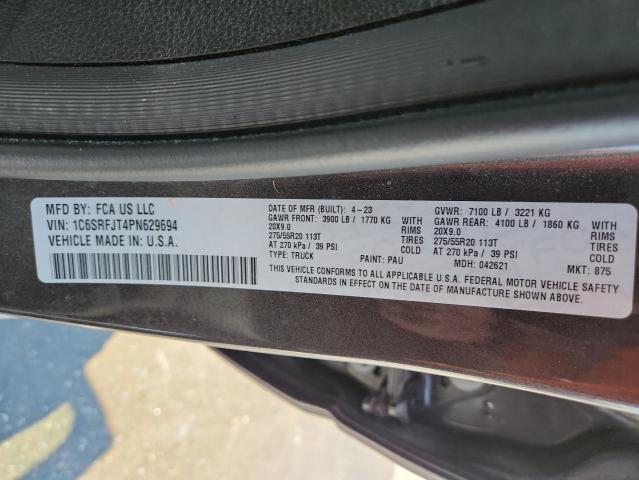 MFD BY: FCA US LLC
VIN: 1C6SRFJT4PN629694
VEHICLE MADE IN: U.S.A.
DATE OF MFR (BUILT): 4-23
GAWR FRONT: 3900 LB / 1770 KG WITH
20X9.0 RIMS
275/55R20 113T TIRES
AT 270 kPa / 39 PSI COLD
TYPE: TRUCK PAINT: PAU
GVWR: 7100 LB / 3221 KG
GAWR REAR: 4100 LB / 1860 KG WITH
20X9.0 RIMS
275/55R20 113T TIRES
AT 270 kPa / 39 PSI COLD
MDH: 042621 MKT: 875
THIS VEHICLE CONFORMS TO ALL APPLICABLE U.S.A. FEDERAL MOTOR VEHICLE SAFETY
STANDARDS IN EFFECT ON THE DATE OF MANUFACTURE SHOWN ABOVE.